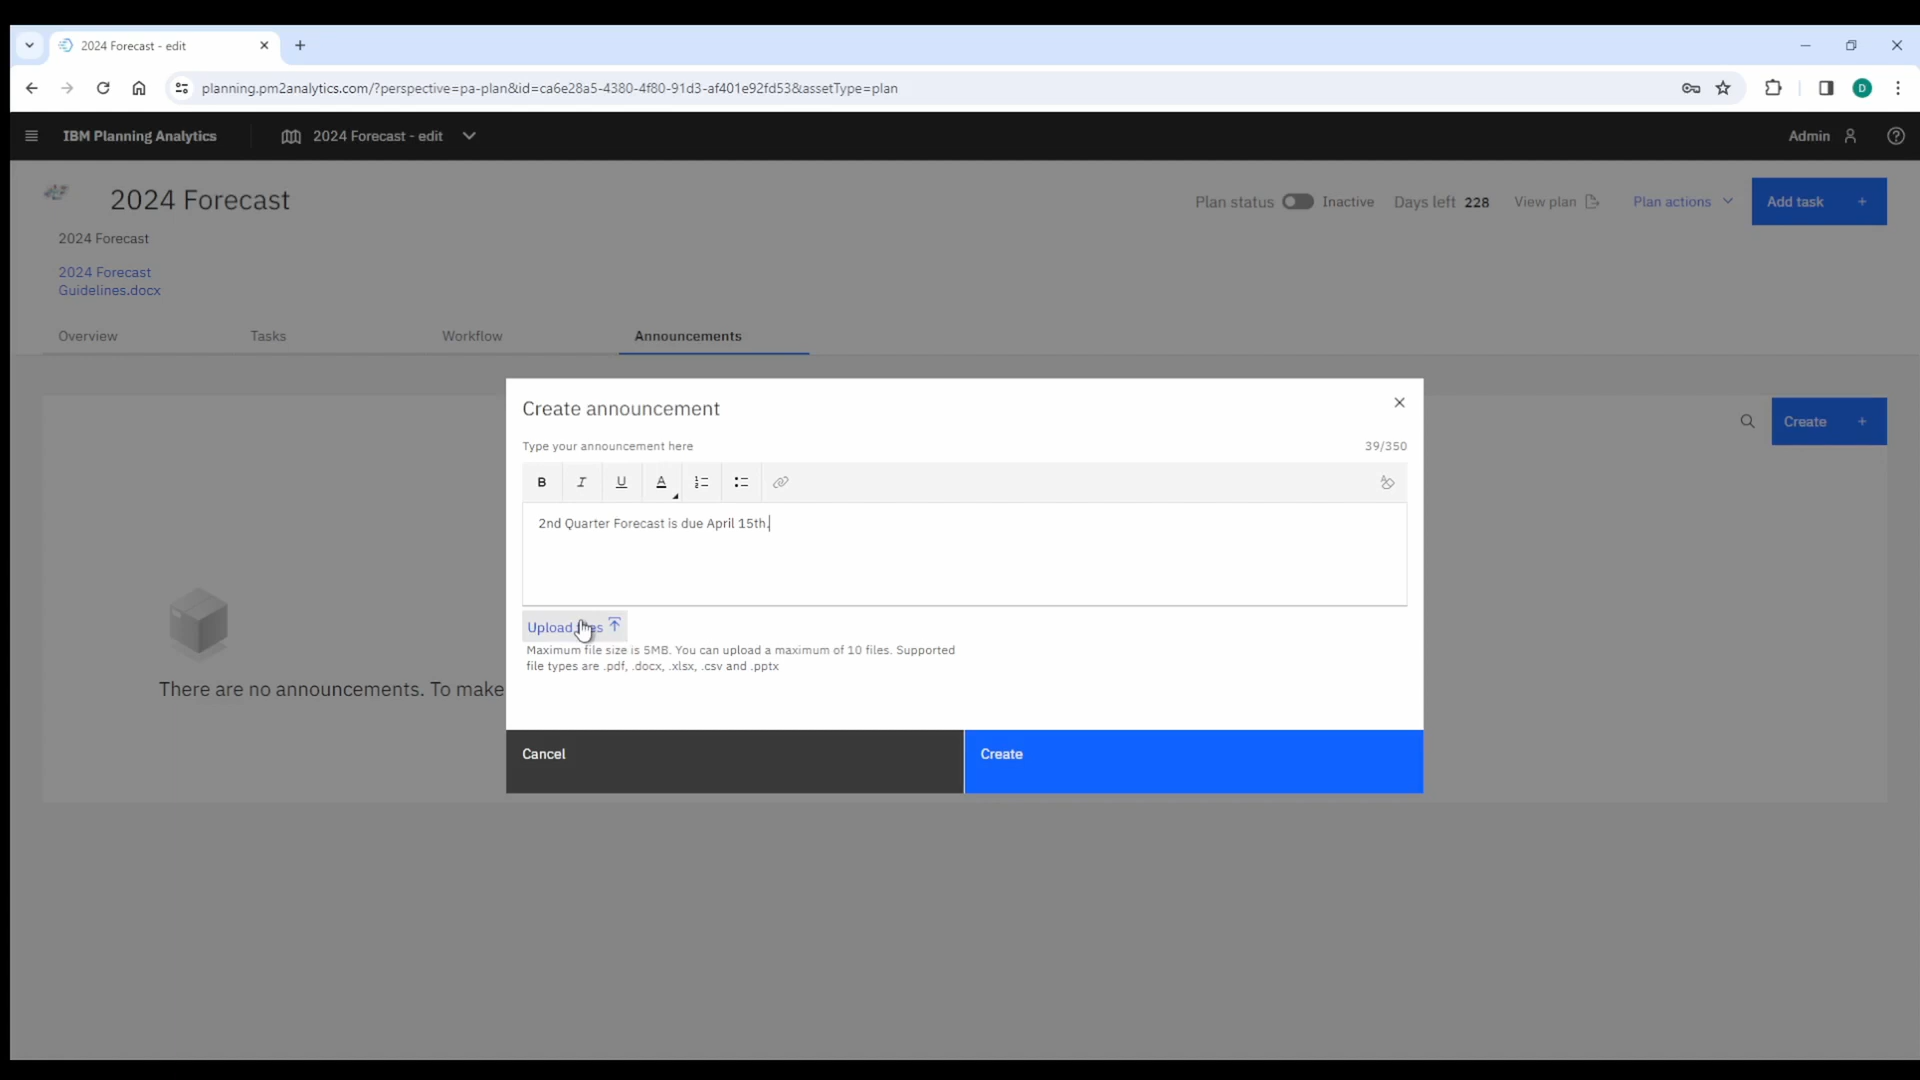 2024 Forecast - edit
planning.pm2analytics.com/?perspective=pa-plan&id=ca6e28a5-4380-4f80-91d3-af401e92fd53&assetType=plan
D
IBM Planning Analytics
2024 Forecast - edit
Admin
2024 Forecast
Plan status Inactive Days left 228 View plan Plan actions Add task +
2024 Forecast
2024 Forecast
Guidelines.docx
Overview Tasks Workflow Announcements
Create announcement
Type your announcement here 39/350
B I U A
Create +
2nd Quarter Forecast is due April 15th.
Upload
Maximum file size is 5MB. You can upload a maximum of 10 files. Supported
file types are .pdf, .docx, .xlsx, .csv and .pptx
There are no announcements. To make
Cancel Create